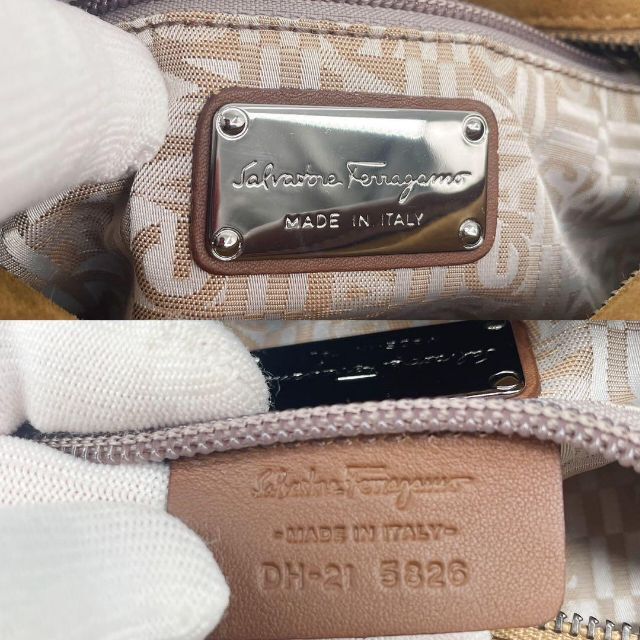 Salvatore Ferragamo
MADE IN ITALY
Salvatore Ferragamo
-MADE IN ITALY-
DH-21 5826